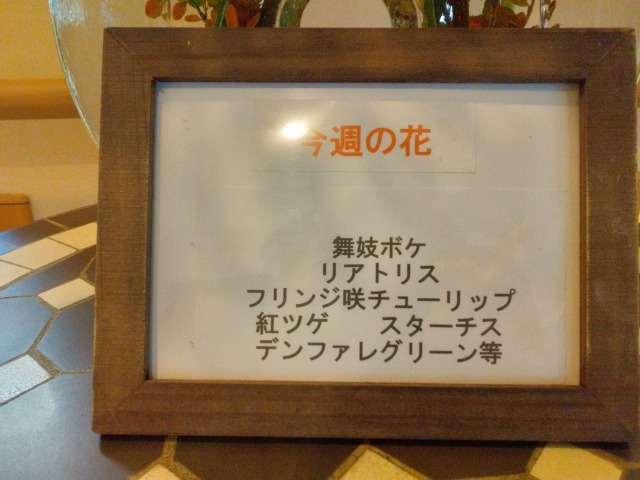 今週の花
舞妓ボケ
リアトリス
フリンジ咲チューリップ
紅ツゲ　　スターチス
デンファレグリーン等